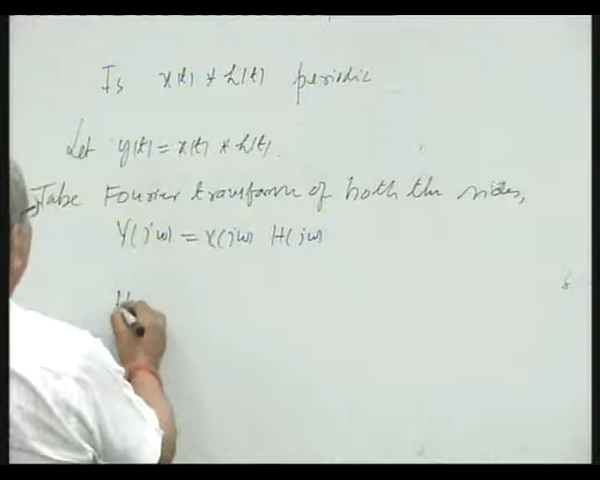 Is x(t) * h(t) periodic
Let y(t) = x(t) * h(t).
Take Fourier transform of both the sides,
Y(jω) = X(jω) H(jω)
H